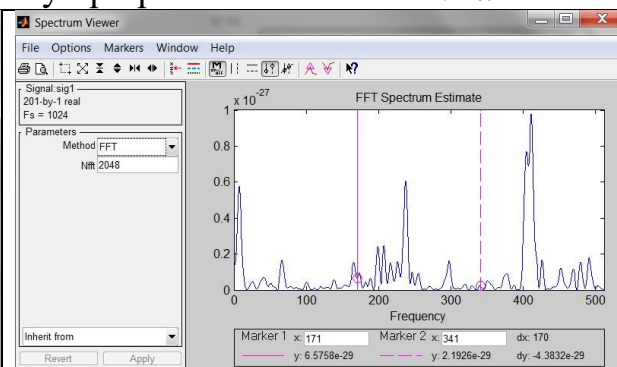 Spectrum Viewer
File Options Markers Window Help
Signal:sig1
201-by-1 real
Fs = 1024
Parameters
Method FFT
Nfft 2048
Inherit from
Revert Apply
x 10-27
FFT Spectrum Estimate
1
0.8
0.6
0.4
0.2
0
0 100 200 300 400 500
Frequency
Marker 1 x: 171 Marker 2 x: 341 dx: 170
y: 6.5758e-29 y: 2.1926e-29 dy: -4.3832e-29